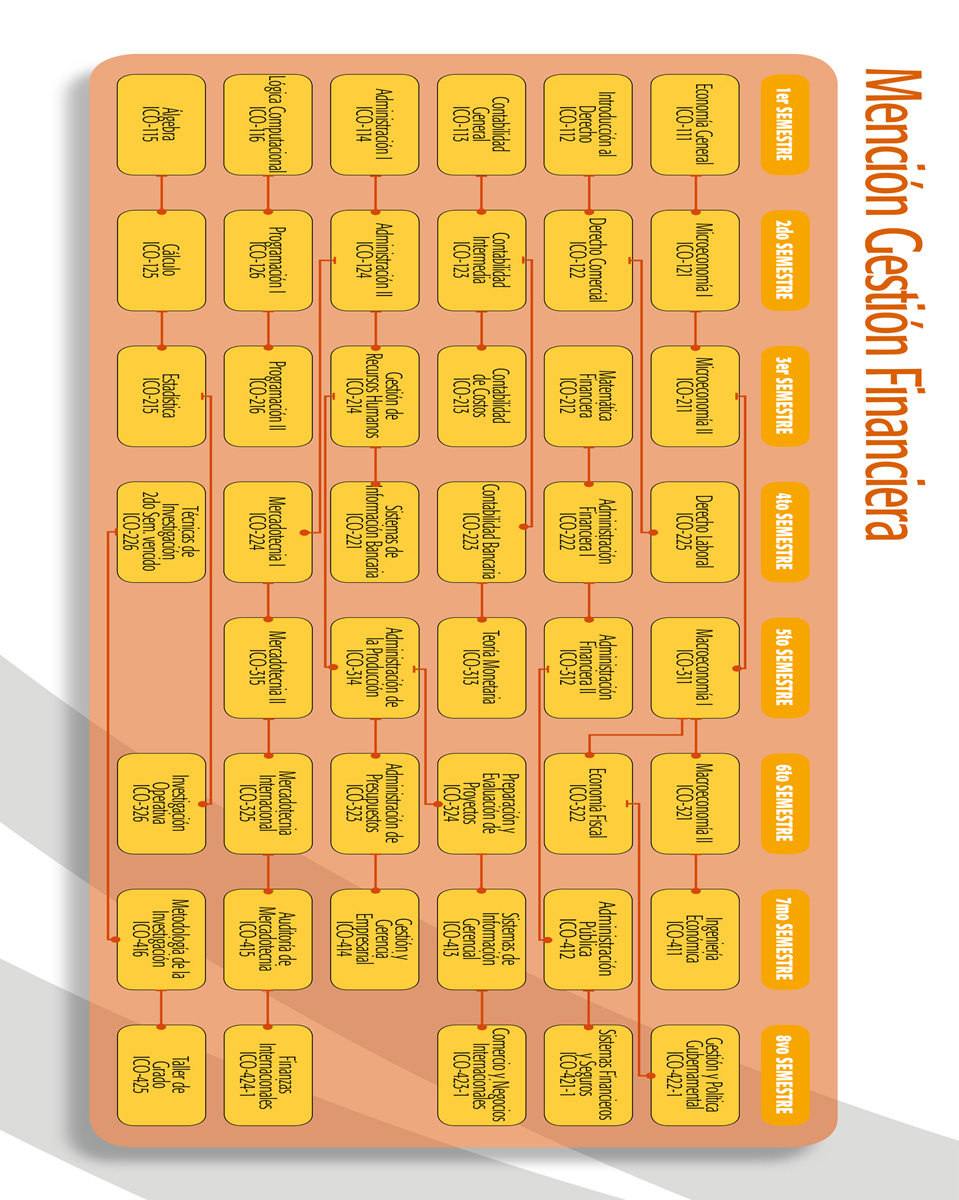 Mención Gestión Financiera
1er SEMESTRE
Economía General
ICO-111
Introducción al
Derecho
ICO-112
Contabilidad
General
ICO-113
Administración I
ICO-114
Lógica Computacional
ICO-116
Álgebra
ICO-115
2do SEMESTRE
Microeconomía I
ICO-121
Derecho Comercial
ICO-122
Contabilidad
Intermedia
ICO-123
Administración II
ICO-124
Programación I
ICO-126
Cálculo
ICO-125
3er SEMESTRE
Microeconomía II
ICO-211
Matemática
Financiera
ICO-212
Contabilidad
de Costos
ICO-213
Gestión de
Recursos Humanos
ICO-214
Programación II
ICO-216
Estadística
ICO-215
4to SEMESTRE
Derecho Laboral
ICO-225
Administración
Financiera I
ICO-222
Contabilidad Bancaria
ICO-223
Sistemas de
Información Bancaria
ICO-221
Mercadotecnia I
ICO-224
Técnicas de
Investigación
2do Sem. vencido
ICO-226
5to SEMESTRE
Macroeconomía I
ICO-311
Administración
Financiera II
ICO-312
Teoría Monetaria
ICO-313
Administración de
la Producción
ICO-314
Mercadotecnia II
ICO-315
6to SEMESTRE
Macroeconomía II
ICO-321
Economía Fiscal
ICO-322
Preparación y
Evaluación de
Proyectos
ICO-324
Administración de
Presupuestos
ICO-323
Mercadotecnia
Internacional
ICO-325
Investigación
Operativa
ICO-326
7mo SEMESTRE
Ingeniería
Económica
ICO-411
Administración
Pública
ICO-412
Sistemas de
Información
Gerencial
ICO-413
Gestión y
Gerencia
Empresarial
ICO-414
Auditoría de
Mercadotecnia
ICO-415
Metodología de la
Investigación
ICO-416
8vo SEMESTRE
Gestión y Política
Gubernamental
ICO-422-1
Sistemas Financieros
y Seguros
ICO-421-1
Comercio y Negocios
Internacionales
ICO-423-1
Finanzas
Internacionales
ICO-424-1
Taller de
Grado
ICO-425